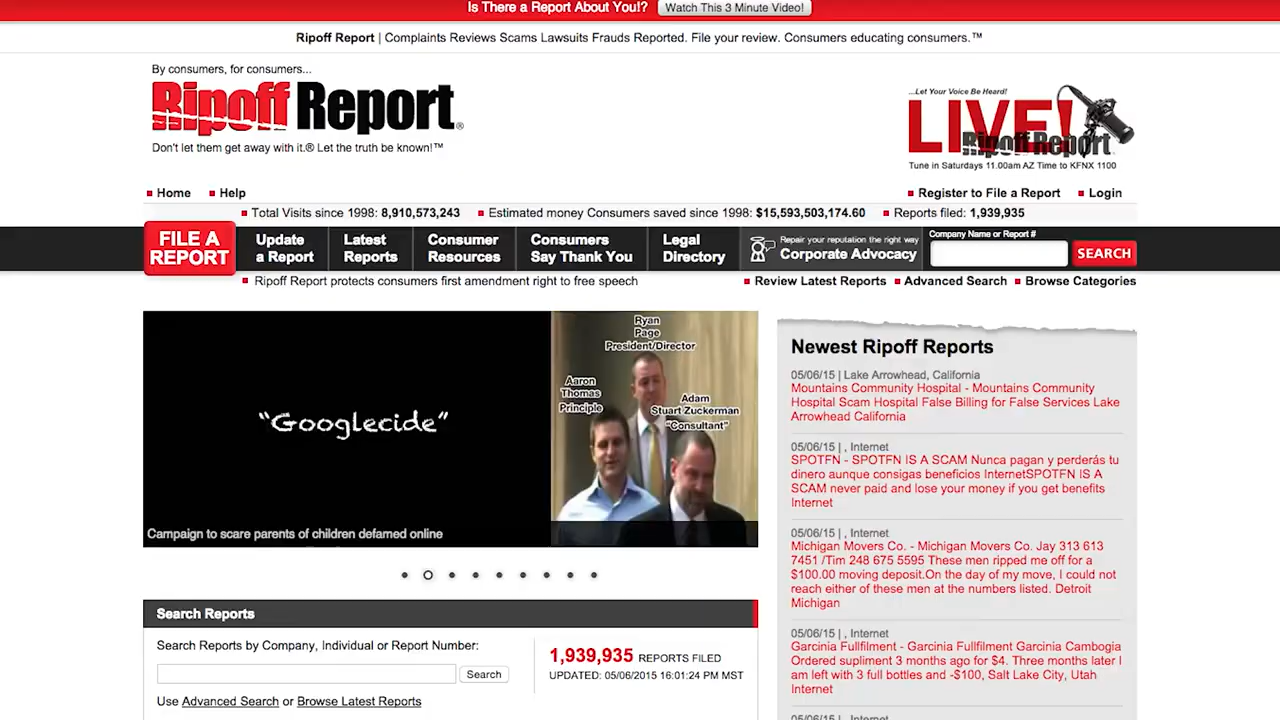 Is There a Report About You!? Watch This 3 Minute Video!
Ripoff Report | Complaints Reviews Scams Lawsuits Frauds Reported. File your review. Consumers educating consumers.™
By consumers, for consumers...
Ripoff Report®
Don't let them get away with it.® Let the truth be known!™
...Let Your Voice Be Heard!
LIVE!
Ripoff Report
Tune in Saturdays 11.00am AZ Time to KFNX 1100
Home Help
Register to File a Report Login
Total Visits since 1998: 8,910,573,243 Estimated money Consumers saved since 1998: $15,593,503,174.60 Reports filed: 1,939,935
FILE A
REPORT
Update
a Report
Latest
Reports
Consumer
Resources
Consumers
Say Thank You
Legal
Directory
Repair your reputation the right way
Corporate Advocacy
Company Name or Report #
SEARCH
Ripoff Report protects consumers first amendment right to free speech
Review Latest Reports Advanced Search Browse Categories
"Googlecide"
Ryan
Page
President/Director
Aaron
Thomas
Principle
Adam
Stuart Zuckerman
"Consultant"
Campaign to scare parents of children defamed online
Search Reports
Search Reports by Company, Individual or Report Number:
Search
Use Advanced Search or Browse Latest Reports
1,939,935 REPORTS FILED
UPDATED: 05/06/2015 16:01:24 PM MST
Newest Ripoff Reports
05/06/15 | Lake Arrowhead, California
Mountains Community Hospital - Mountains Community
Hospital Scam Hospital False Billing for False Services Lake
Arrowhead California
05/06/15 | , Internet
SPOTFN - SPOTFN IS A SCAM Nunca pagan y perderás tu
dinero aunque consigas beneficios InternetSPOTFN IS A
SCAM never paid and lose your money if you get benefits
Internet
05/06/15 | , Internet
Michigan Movers Co. - Michigan Movers Co. Jay 313 613
7451 /Tim 248 675 5595 These men ripped me off for a
$100.00 moving deposit.On the day of my move, I could not
reach either of these men at the numbers listed. Detroit
Michigan
05/06/15 | , Internet
Garcinia Fullfilment - Garcinia Fullfilment Garcinia Cambogia
Ordered supliment 3 months ago for $4. Three months later I
am left with 3 full bottles and -$100, Salt Lake City, Utah
Internet
05/06/15 | , Internet